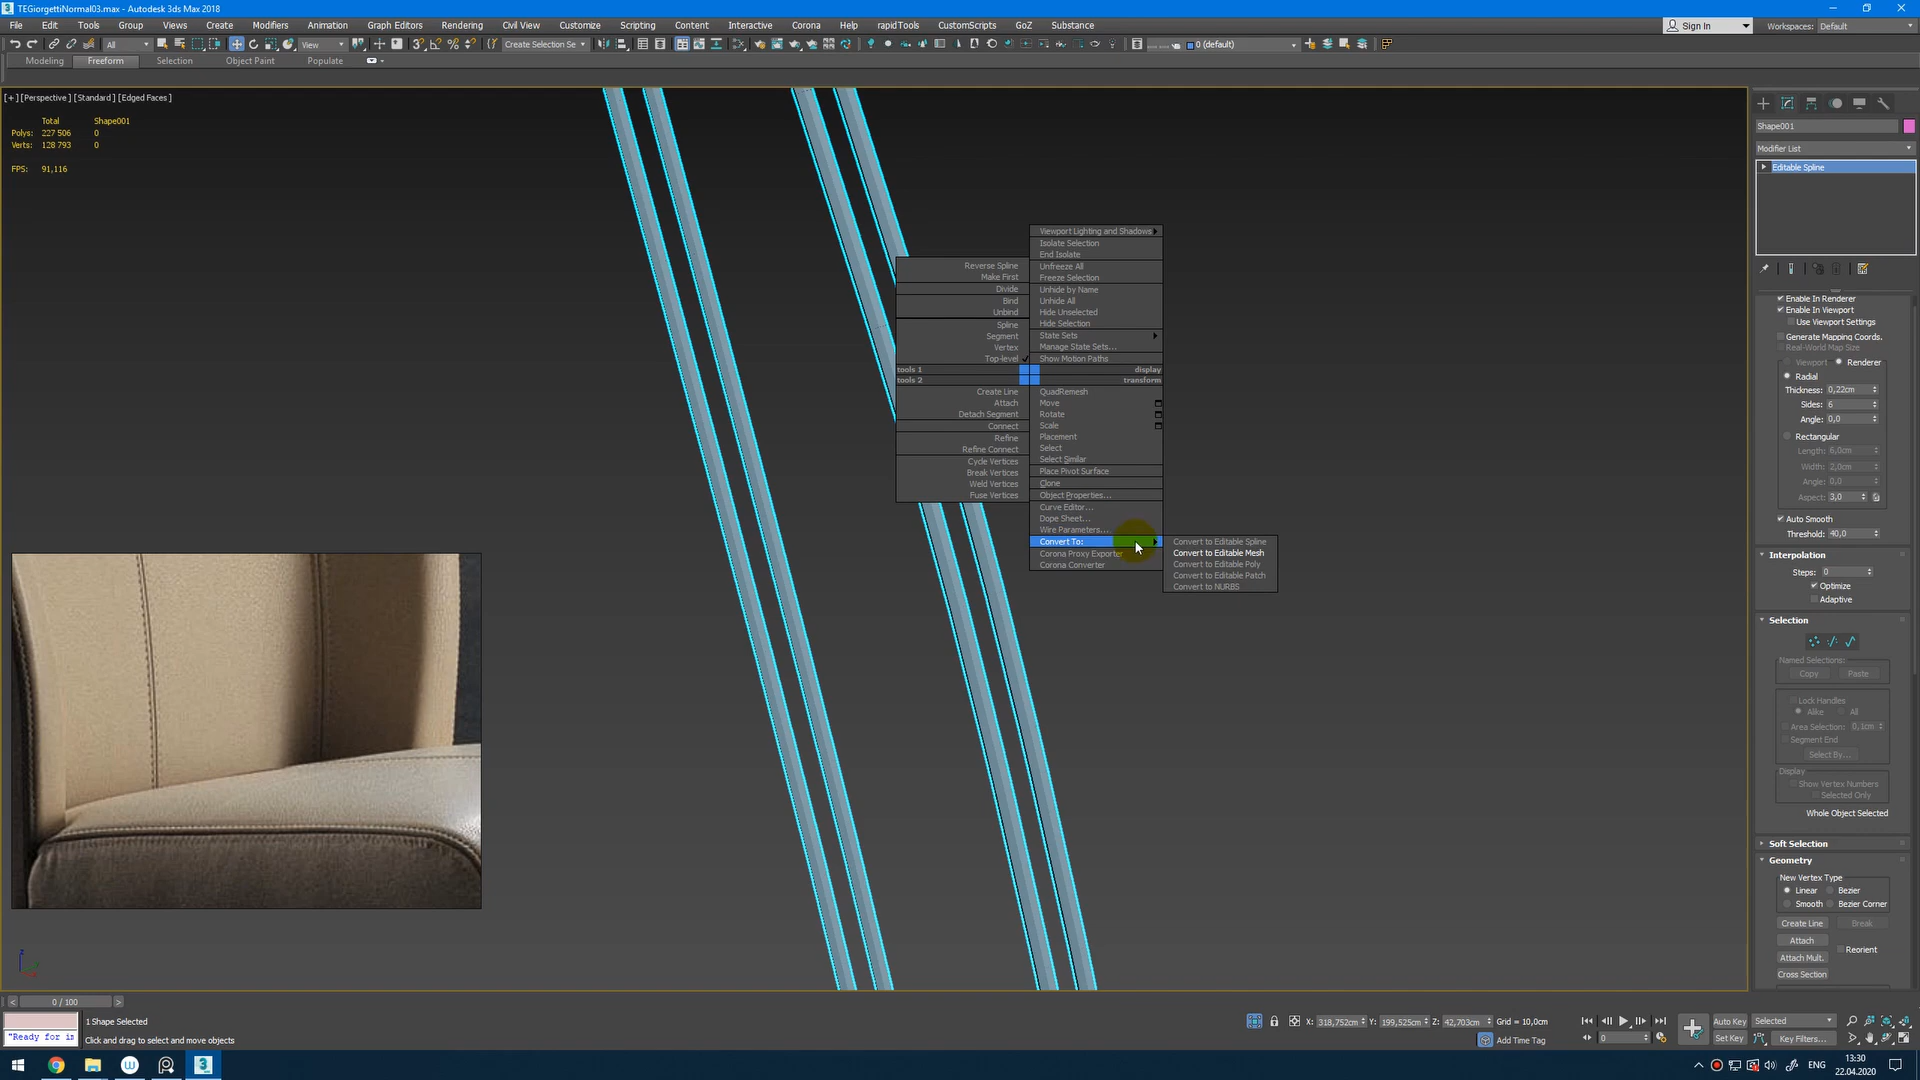 TEGiorgettiNormal03.max - Autodesk 3ds Max 2018
File Edit Tools Group Views Create Modifiers Animation Graph Editors Rendering Civil View Customize Scripting Content Interactive Corona Help rapidTools CustomScripts GoZ Substance
Sign In Workspaces: Default
All View Create Selection Se 0 (default)
Modeling Freeform Selection Object Paint Populate
[+] [Perspective] [Standard] [Edged Faces]
Total Shape001
Polys: 227 506 0
Verts: 128 793 0
FPS: 91,116
Reverse Spline
Make First
Divide
Bind
Unbind
Spline
Segment
Vertex
Top-level
tools 1
tools 2
Create Line
Attach
Detach Segment
Connect
Refine
Refine Connect
Cycle Vertices
Break Vertices
Weld Vertices
Fuse Vertices
Viewport Lighting and Shadows
Isolate Selection
End Isolate
Unfreeze All
Freeze Selection
Unhide by Name
Unhide All
Hide Unselected
Hide Selection
State Sets
Manage State Sets...
Show Motion Paths
display
transform
QuadRemesh
Move
Rotate
Scale
Placement
Select
Select Similar
Place Pivot Surface
Clone
Object Properties...
Curve Editor...
Dope Sheet...
Wire Parameters...
Convert To:
Corona Proxy Exporter
Corona Converter
Convert to Editable Spline
Convert to Editable Mesh
Convert to Editable Poly
Convert to Editable Patch
Convert to NURBS
Shape001
Modifier List
Editable Spline
Enable In Renderer
Enable In Viewport
Use Viewport Settings
Generate Mapping Coords.
Real-World Map Size
Viewport Renderer
Radial
Thickness: 0,22cm
Sides: 6
Angle: 0,0
Rectangular
Length: 6,0cm
Width: 2,0cm
Angle: 0,0
Aspect: 3,0
Auto Smooth
Threshold: 40,0
Interpolation
Steps: 0
Optimize
Adaptive
Selection
Named Selections:
Copy Paste
Lock Handles
Alike All
Area Selection: 0,1cm
Segment End
Select By...
Display
Show Vertex Numbers
Selected Only
Whole Object Selected
Soft Selection
Geometry
New Vertex Type
Linear Bezier
Smooth Bezier Corner
Create Line Break
Attach Reorient
Attach Mult.
Cross Section
0 / 100
1 Shape Selected
"Ready for in
Click and drag to select and move objects
X: 318,752cm Y: 199,525cm Z: 42,703cm Grid = 10,0cm
Add Time Tag
0
Auto Key Selected
Set Key Key Filters...
ENG
13:30
22.04.2020